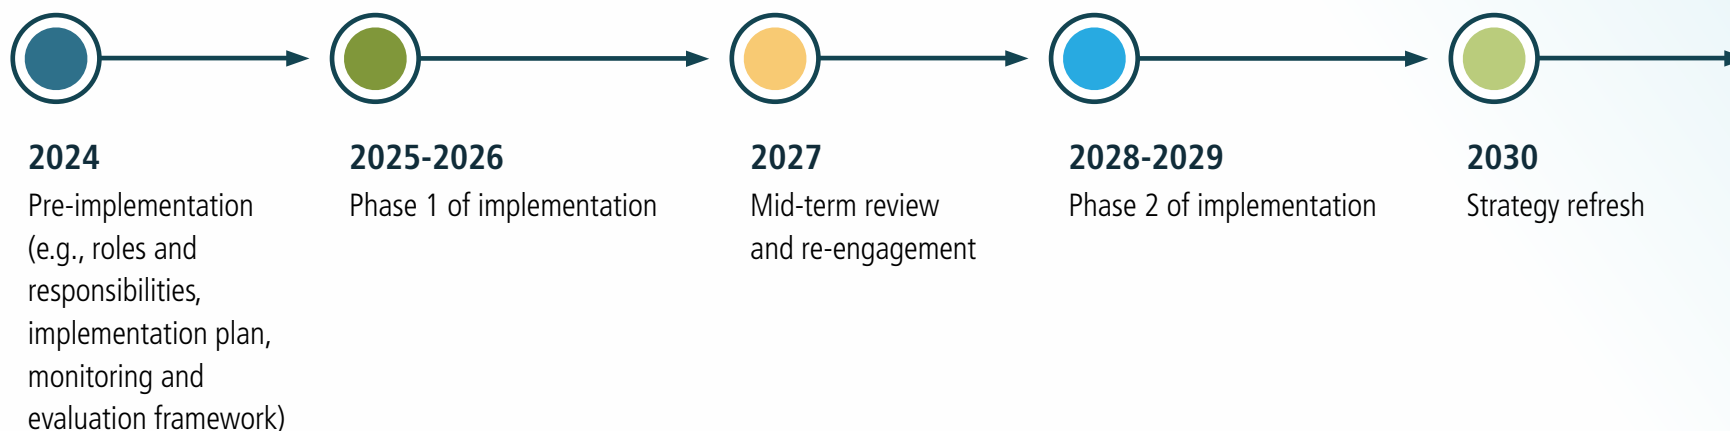 2024
Pre-implementation
(e.g., roles and
responsibilities,
implementation plan,
monitoring and
evaluation framework)
2025-2026
Phase 1 of implementation
2027
Mid-term review
and re-engagement
2028-2029
Phase 2 of implementation
2030
Strategy refresh